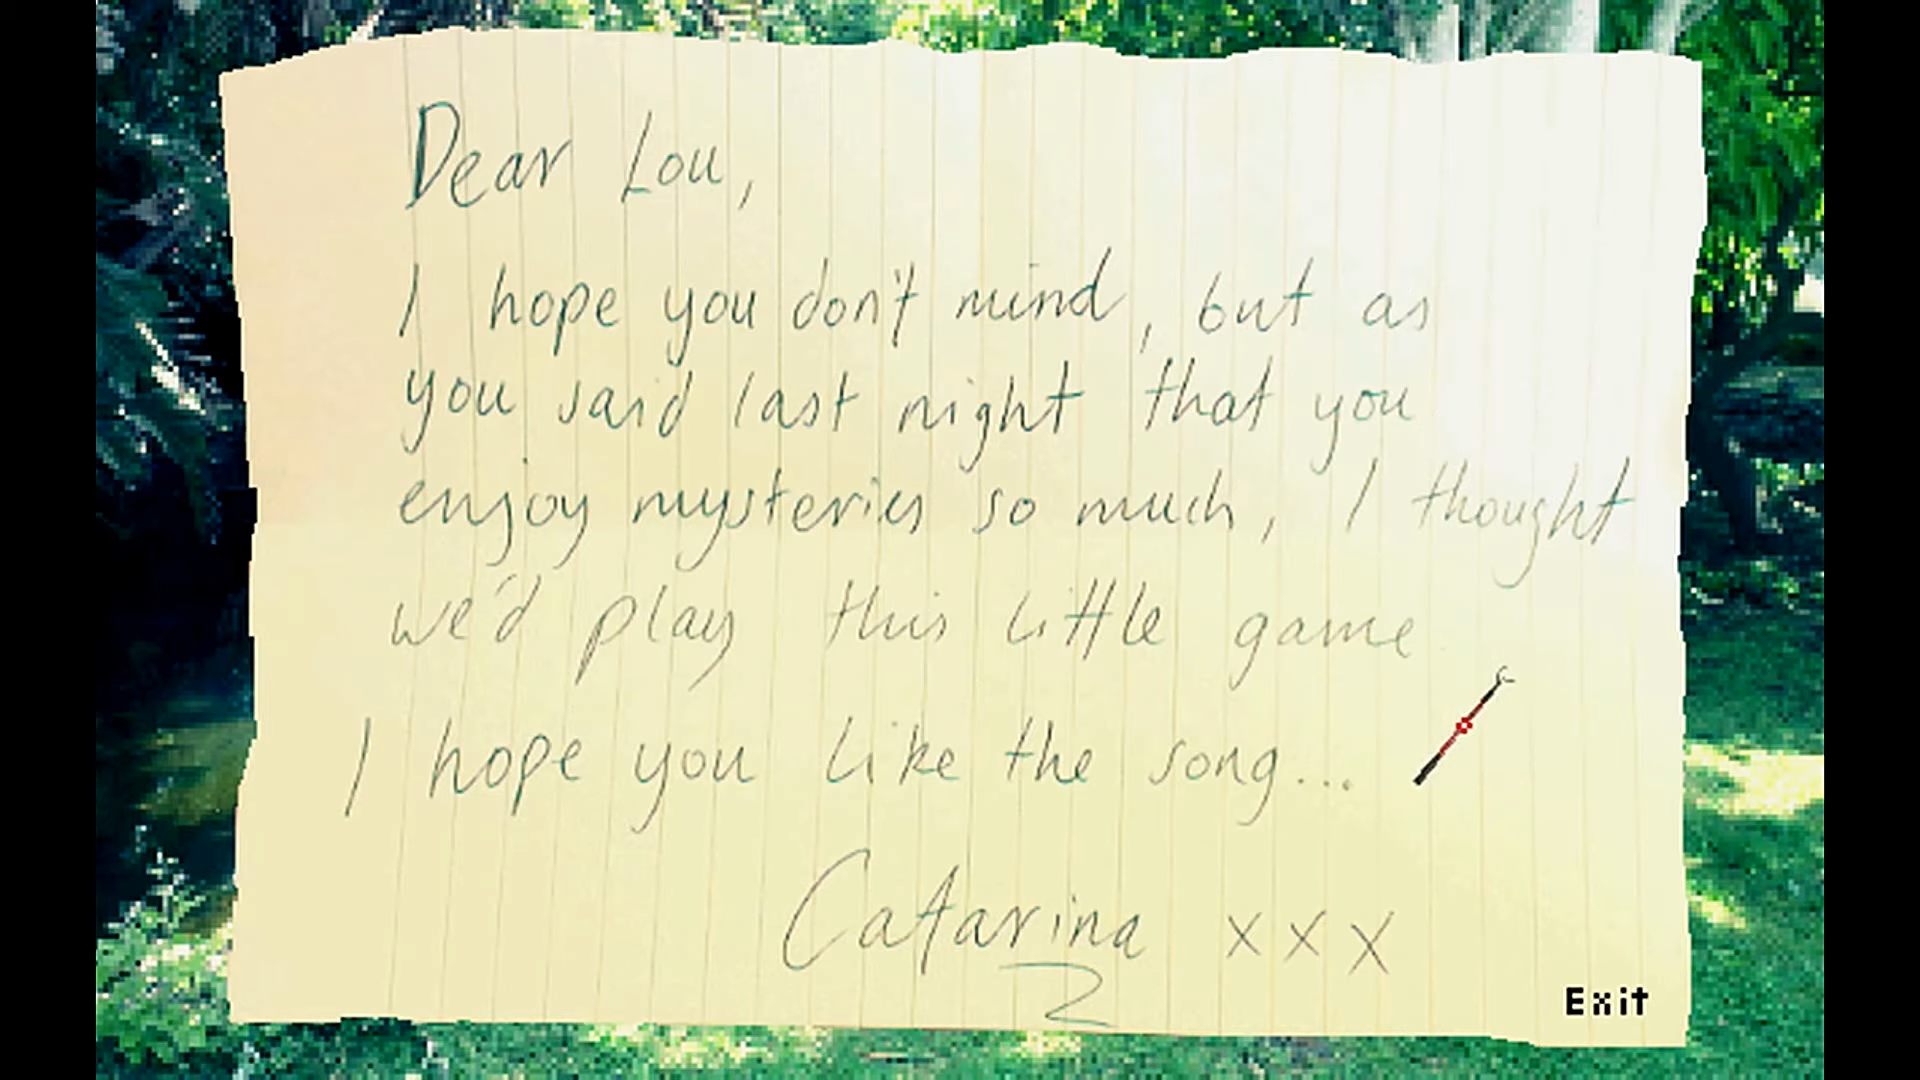 Dear Lou,
I hope you don't mind, but as
you said last night that you
enjoy mysteries so much, I thought
we'd play this little game
I hope you like the song...
Catarina xxx
Exit